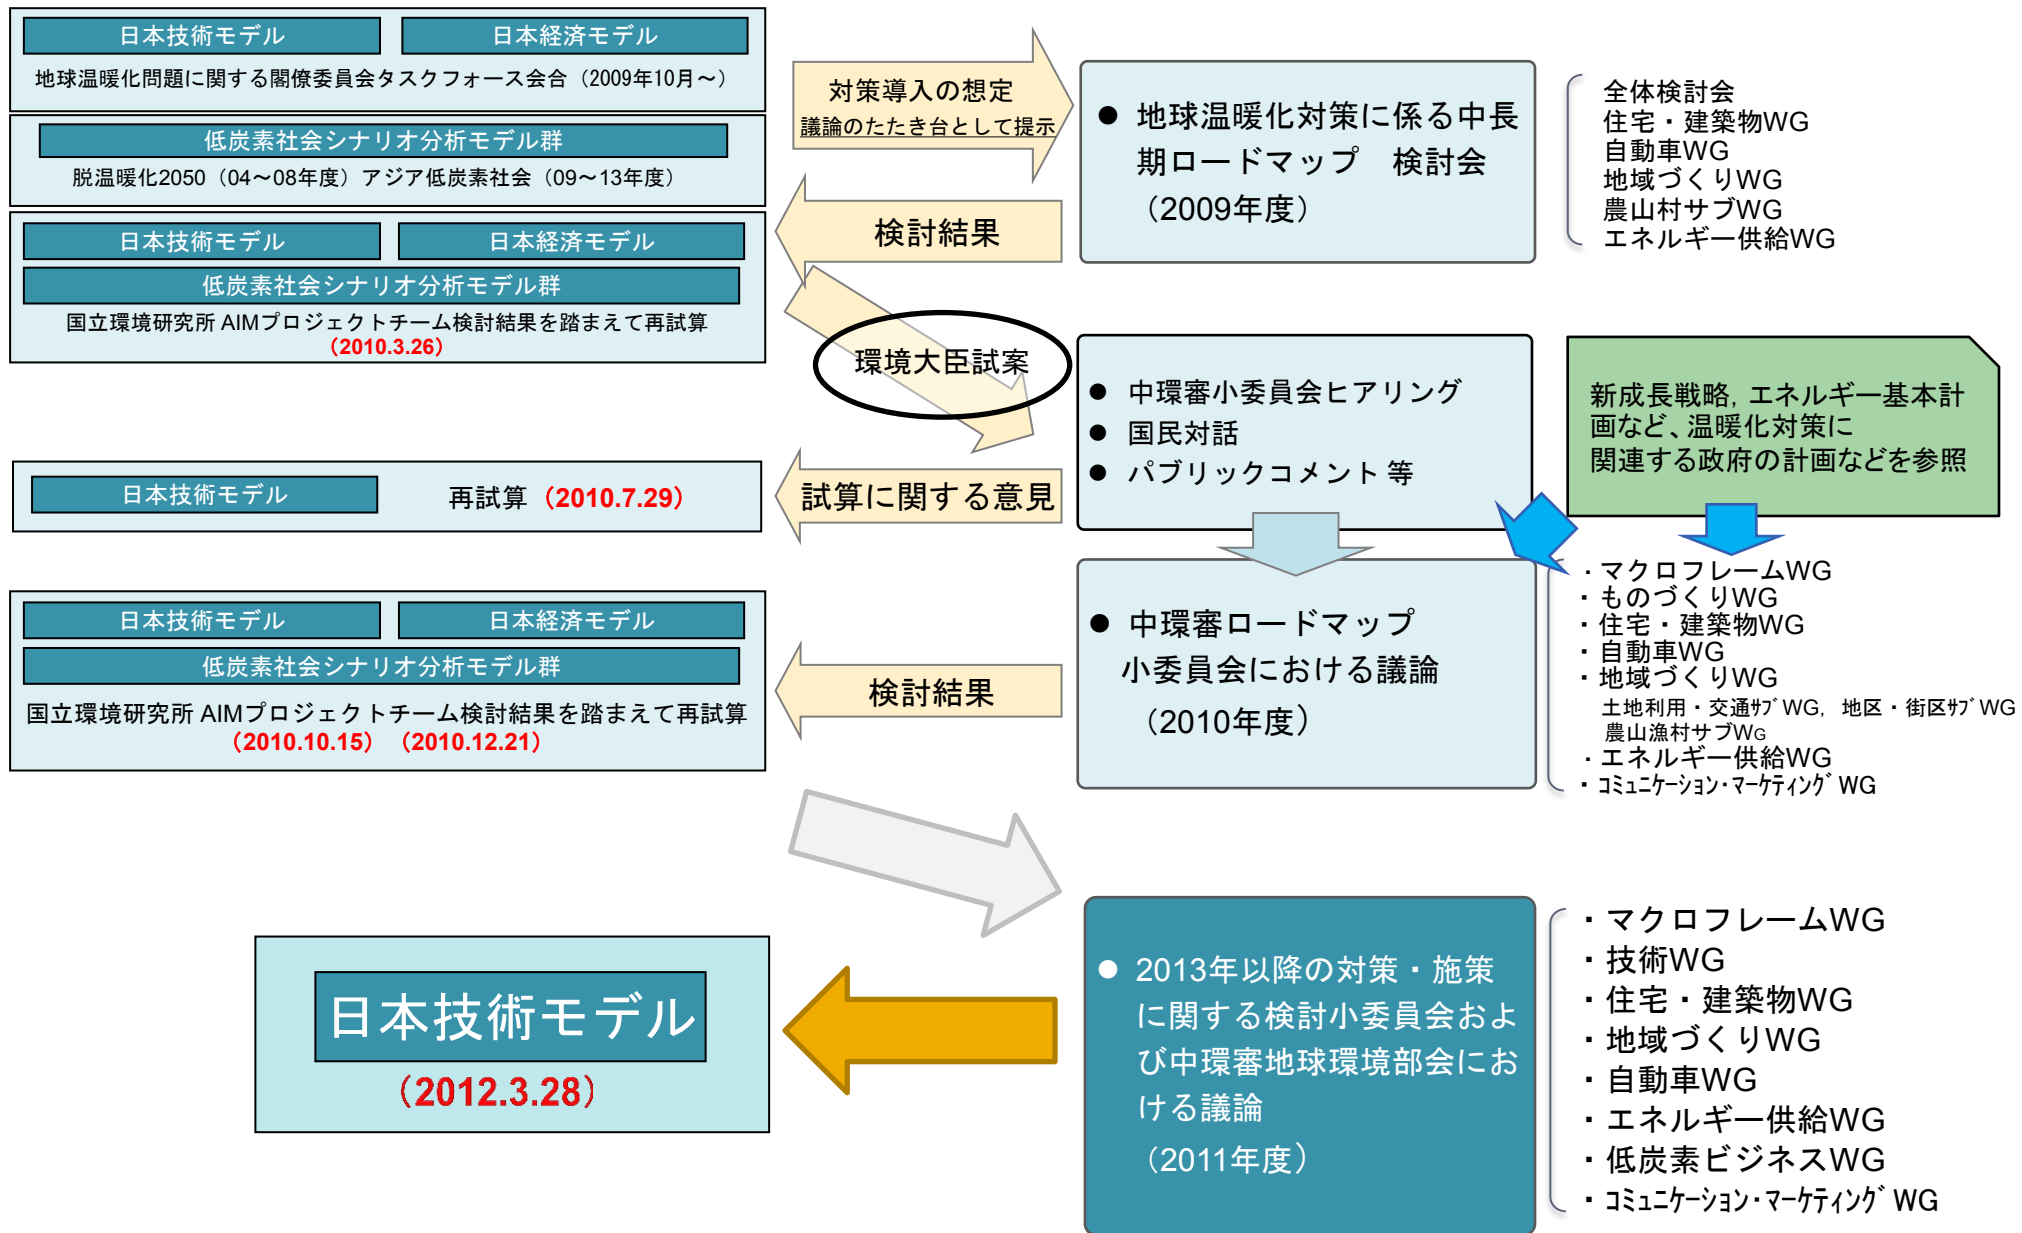 日本技術モデル
日本経済モデル
地球温暖化問題に関する閣僚委員会タスクフォース会合（2009年10月～）
低炭素社会シナリオ分析モデル群
脱温暖化2050（04～08年度）アジア低炭素社会（09～13年度）
日本技術モデル
日本経済モデル
低炭素社会シナリオ分析モデル群
国立環境研究所 AIMプロジェクトチーム検討結果を踏まえて再試算
（2010.3.26）
対策導入の想定
議論のたたき台として提示
検討結果
● 地球温暖化対策に係る中長
期ロードマップ　検討会
（2009年度）
全体検討会
住宅・建築物WG
自動車WG
地域づくりWG
農山村サブWG
エネルギー供給WG
環境大臣試案
● 中環審小委員会ヒアリング
● 国民対話
● パブリックコメント 等
新成長戦略, エネルギー基本計
画など、温暖化対策に
関連する政府の計画などを参照
日本技術モデル
再試算（2010.7.29）
試算に関する意見
日本技術モデル
日本経済モデル
低炭素社会シナリオ分析モデル群
国立環境研究所 AIMプロジェクトチーム検討結果を踏まえて再試算
（2010.10.15）（2010.12.21）
検討結果
● 中環審ロードマップ
小委員会における議論
（2010年度）
・マクロフレームWG
・ものづくりWG
・住宅・建築物WG
・自動車WG
・地域づくりWG
土地利用・交通ｻﾌﾞWG, 地区・街区ｻﾌﾞWG
農山漁村サブWG
・エネルギー供給WG
・ｺﾐｭﾆｹｰｼｮﾝ･ﾏｰｹﾃｨﾝｸﾞWG
日本技術モデル
（2012.3.28）
● 2013年以降の対策・施策
に関する検討小委員会およ
び中環審地球環境部会にお
ける議論
（2011年度）
・マクロフレームWG
・技術WG
・住宅・建築物WG
・地域づくりWG
・自動車WG
・エネルギー供給WG
・低炭素ビジネスWG
・ｺﾐｭﾆｹｰｼｮﾝ･ﾏｰｹﾃｨﾝｸﾞWG